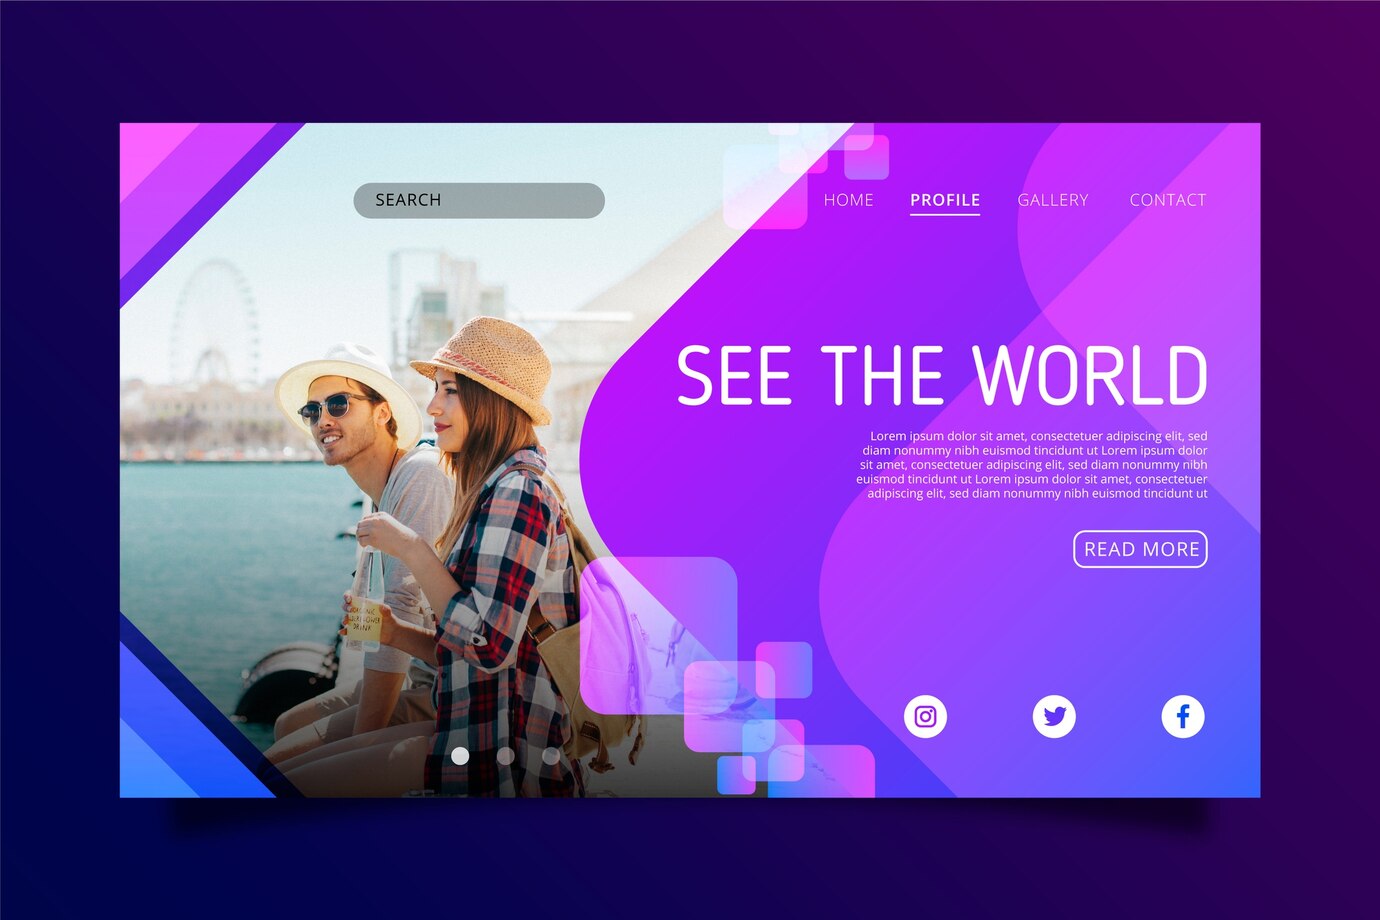 SEARCH
HOME PROFILE GALLERY CONTACT
SEE THE WORLD
Lorem ipsum dolor sit amet, consectetuer adipiscing elit, sed
diam nonummy nibh euismod tincidunt ut Lorem ipsum dolor
sit amet, consectetuer adipiscing elit, sed diam nonummy nibh
euismod tincidunt ut Lorem ipsum dolor sit amet, consectetuer
adipiscing elit, sed diam nonummy nibh euismod tincidunt ut
READ MORE
DRINK